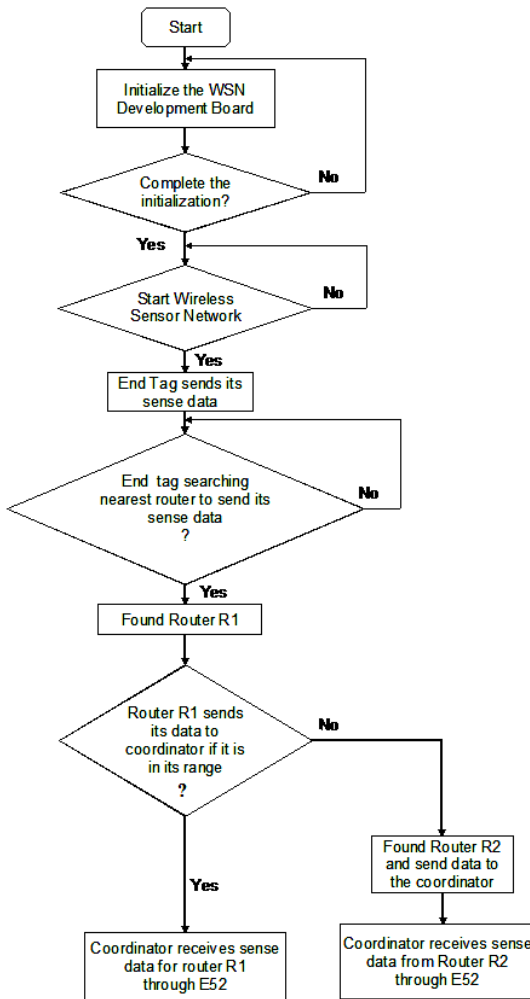 Start
Initialize the WSN
Development Board
Complete the
initialization?
No
Yes
Start Wireless
Sensor Network
No
Yes
End Tag sends its
sense data
End tag searching
nearest router to send its
sense data
?
No
Yes
Found Router R1
Router R1 sends
its data to
coordinator if it is
in its range
?
No
Found Router R2
and send data to
the coordinator
Yes
Coordinator receives sense
data for router R1
through E52
Coordinator receives sense
data from Router R2
through E52